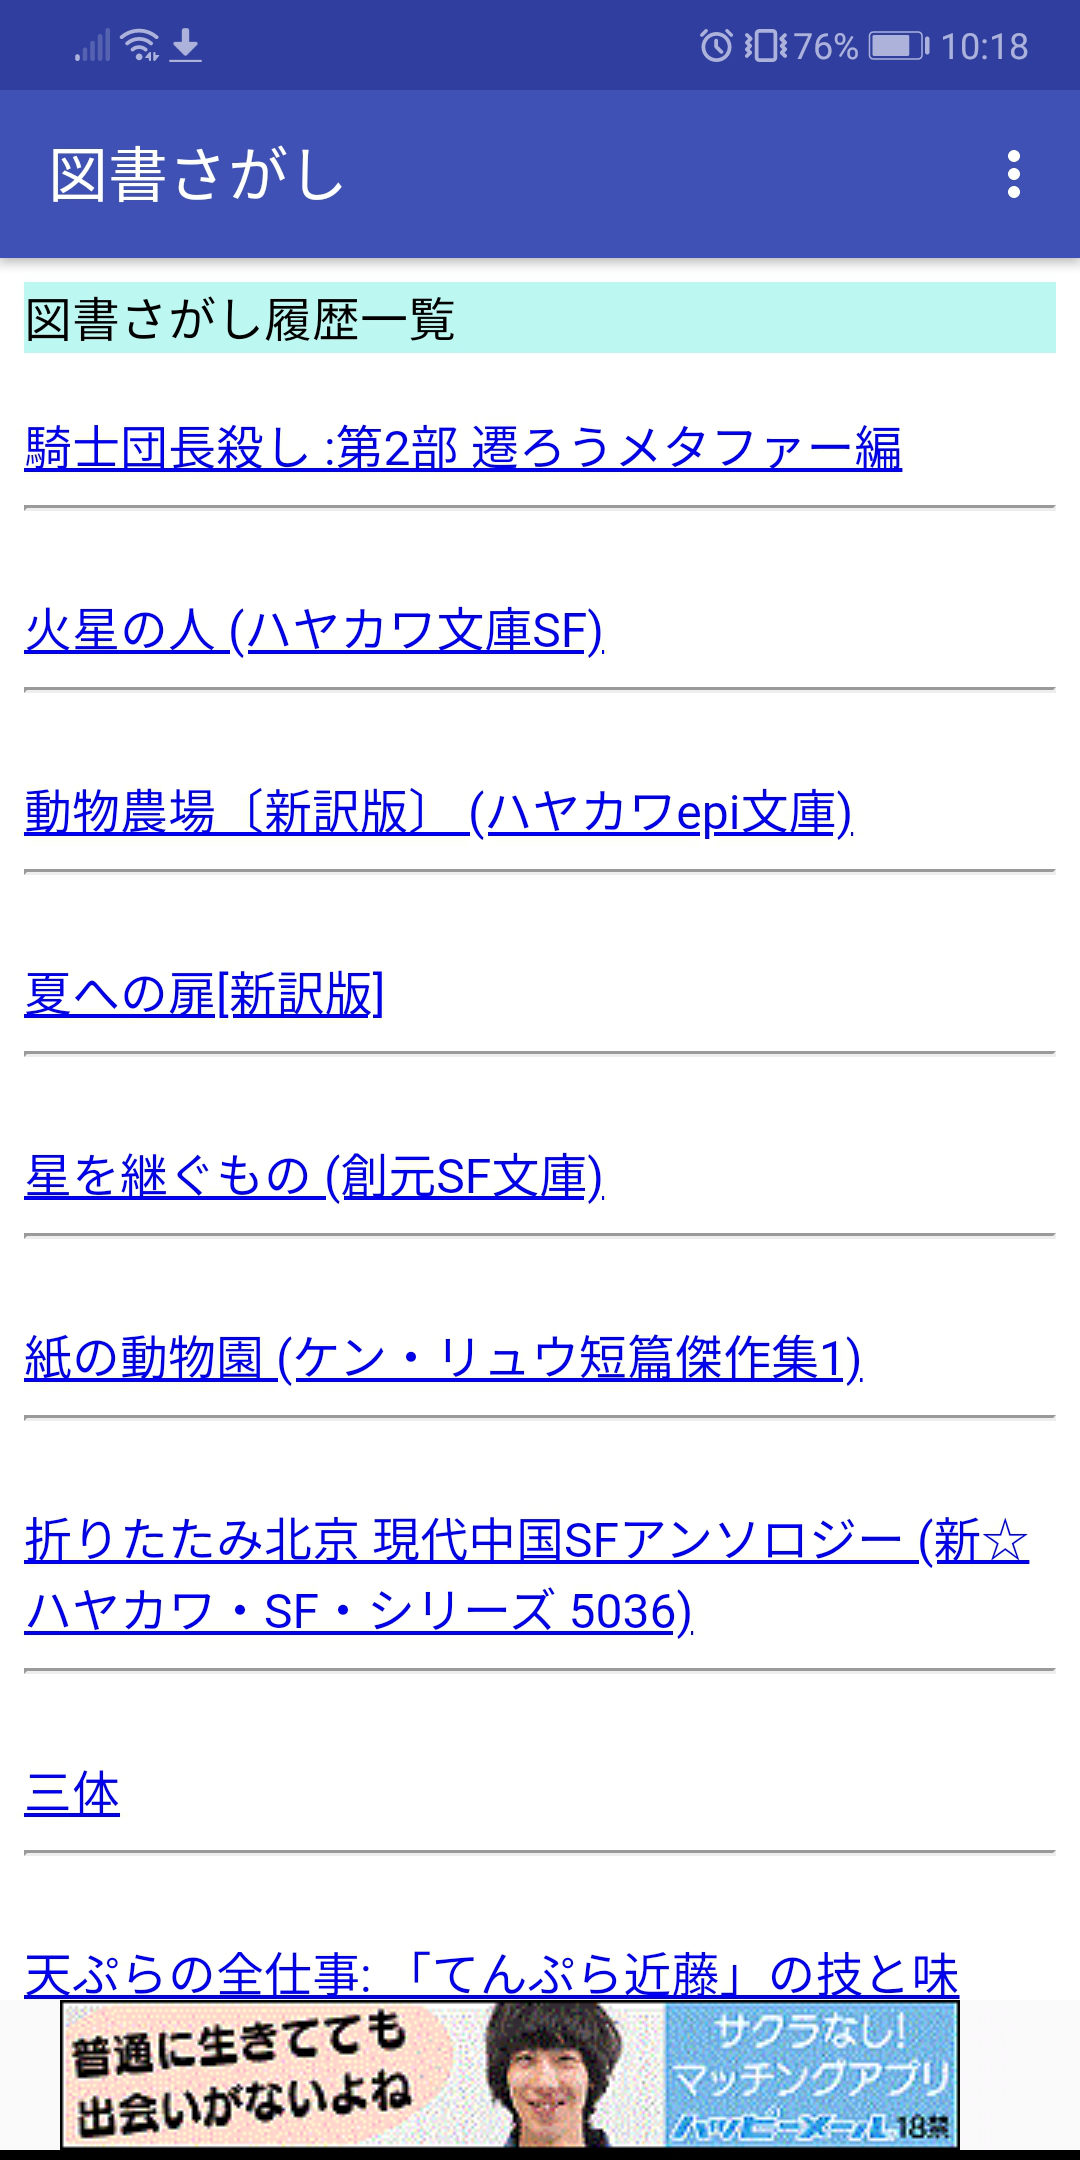 76% 10:18
図書さがし
図書さがし履歴一覧
騎士団長殺し :第2部 遷ろうメタファー編
火星の人 (ハヤカワ文庫SF)
動物農場〔新訳版〕 (ハヤカワepi文庫)
夏への扉[新訳版]
星を継ぐもの (創元SF文庫)
紙の動物園 (ケン・リュウ短篇傑作集1)
折りたたみ北京 現代中国SFアンソロジー (新☆
ハヤカワ・SF・シリーズ 5036)
三体
天ぷらの全仕事: 「てんぷら近藤」の技と味
普通に生きてても
出会いがないよね
サクラなし!
マッチングアプリ
ハッピーメール 18禁